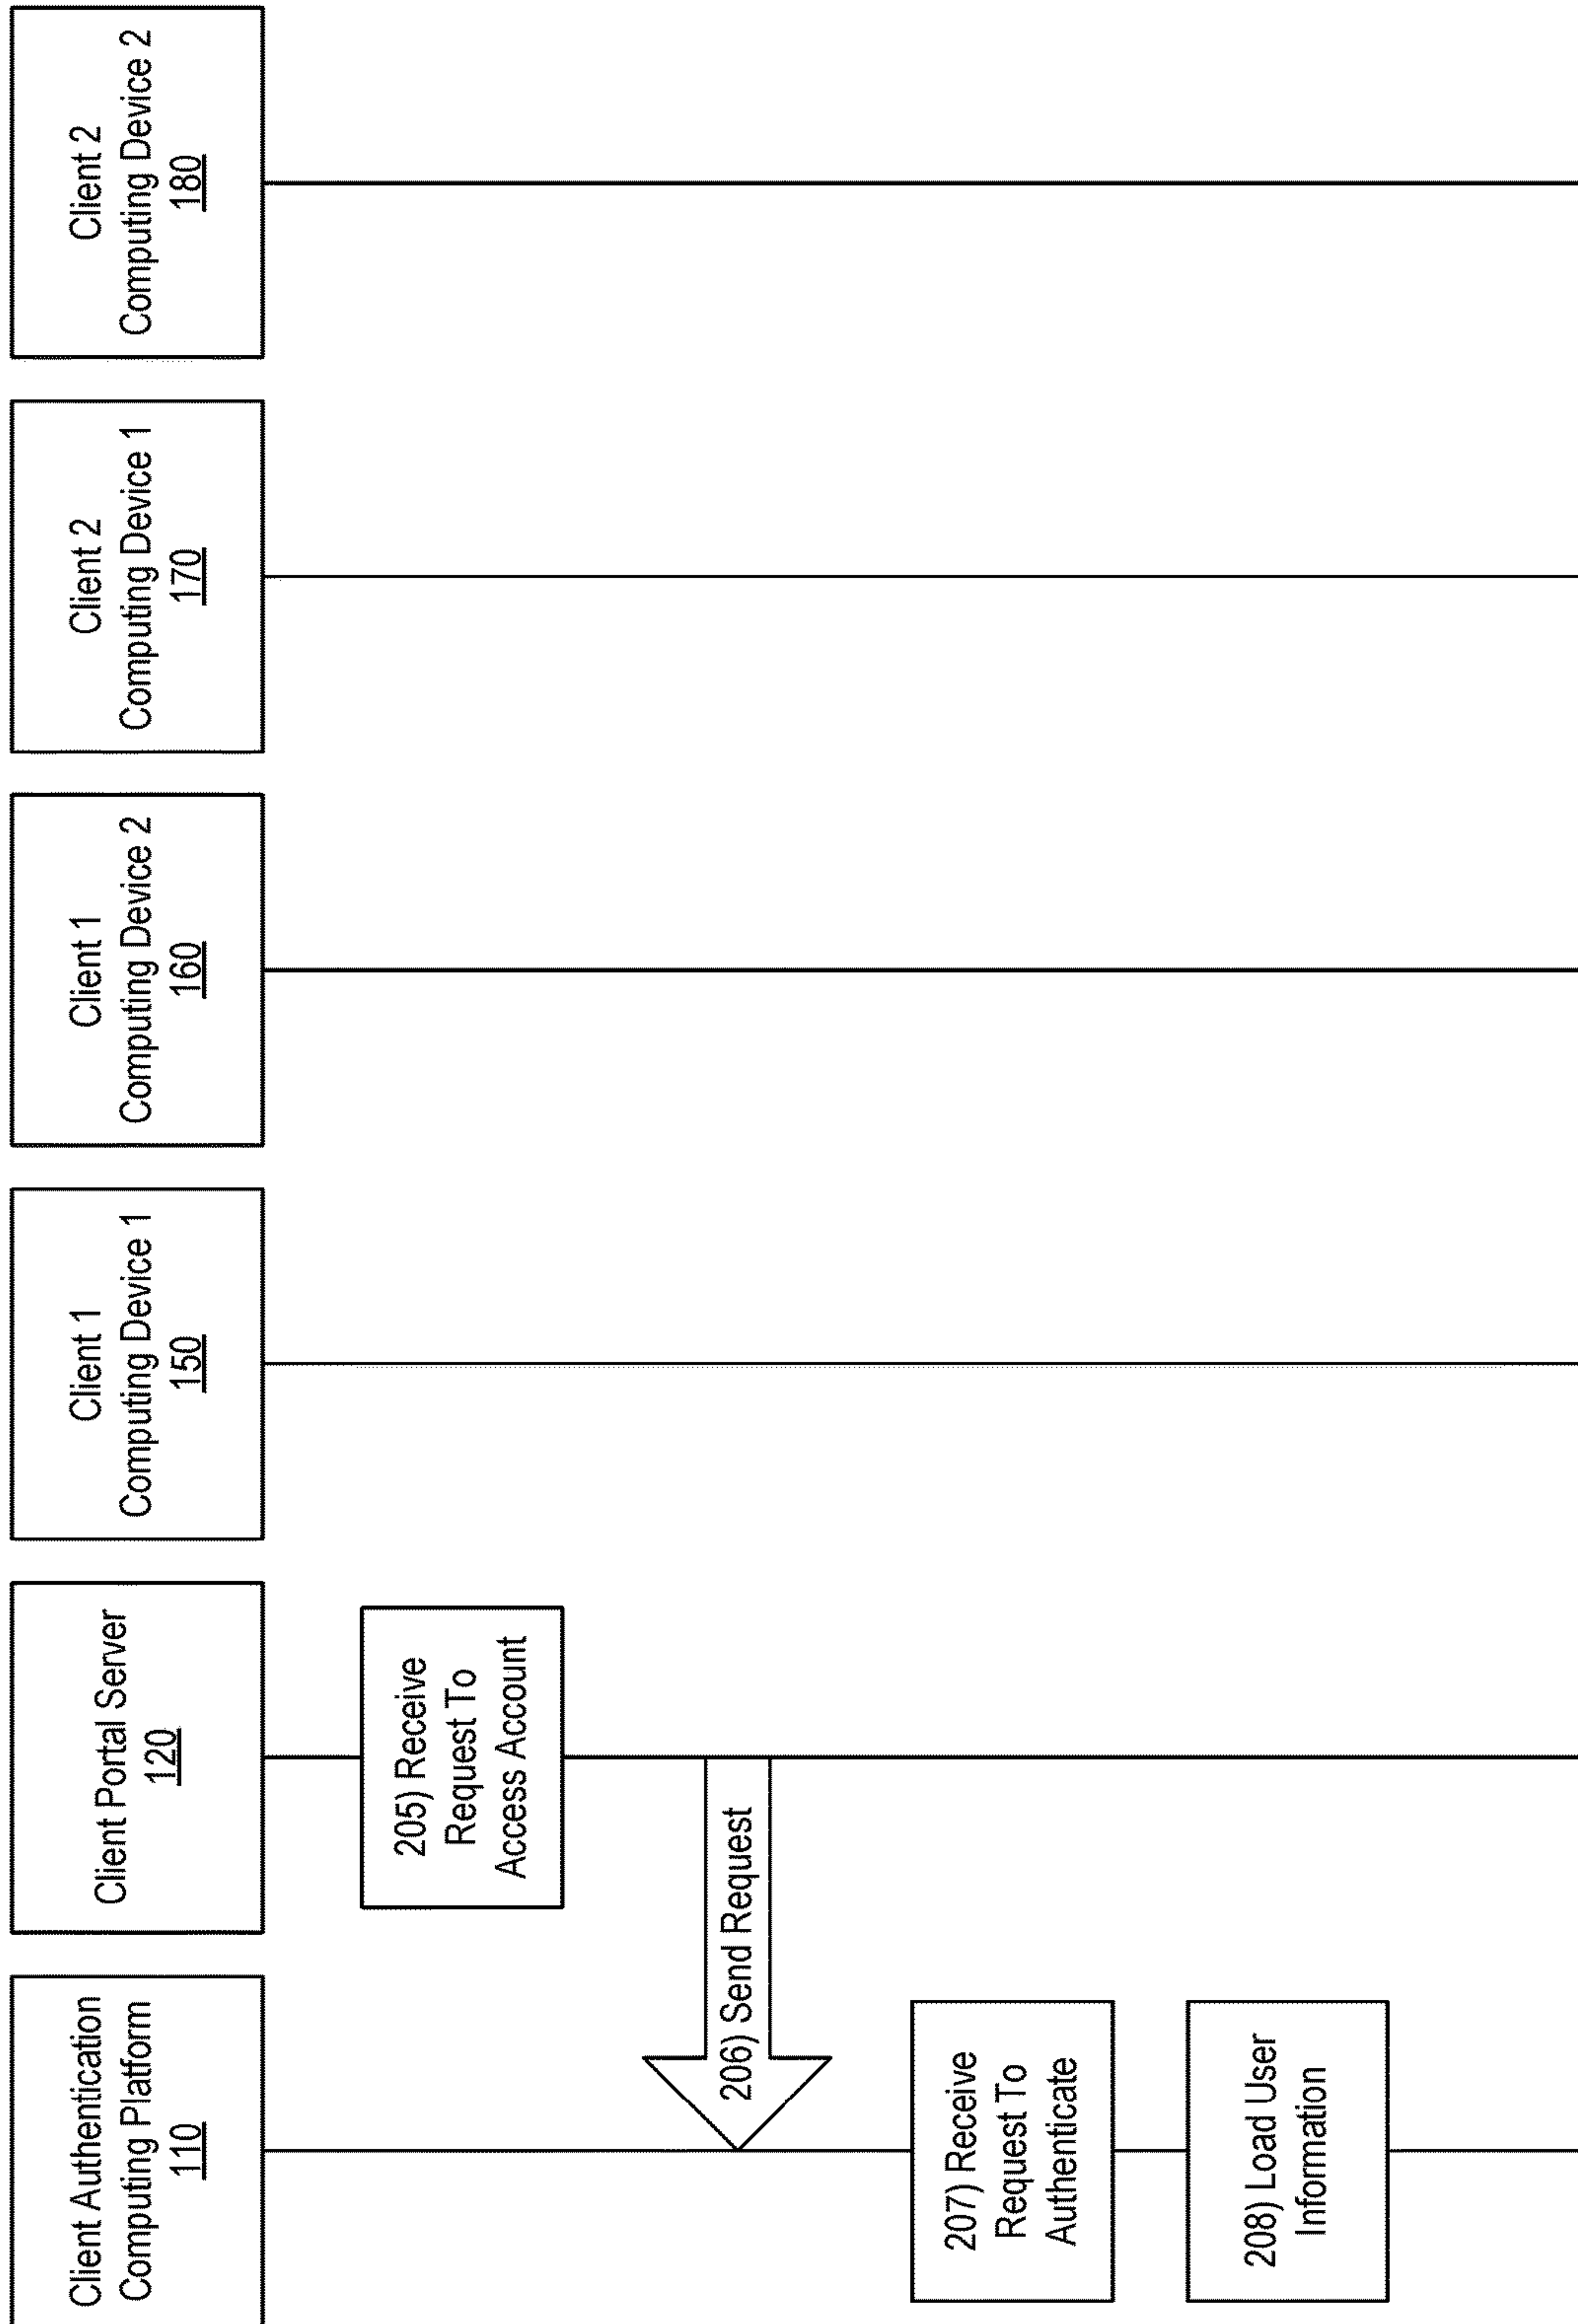 Client Authentication
Computing Platform
110
Client Portal Server
120
Client 1
Computing Device 1
150
Client 1
Computing Device 2
160
Client 2
Computing Device 1
170
Client 2
Computing Device 2
180
205) Receive
Request To
Access Account
206) Send Request
207) Receive
Request To
Authenticate
208) Load User
Information